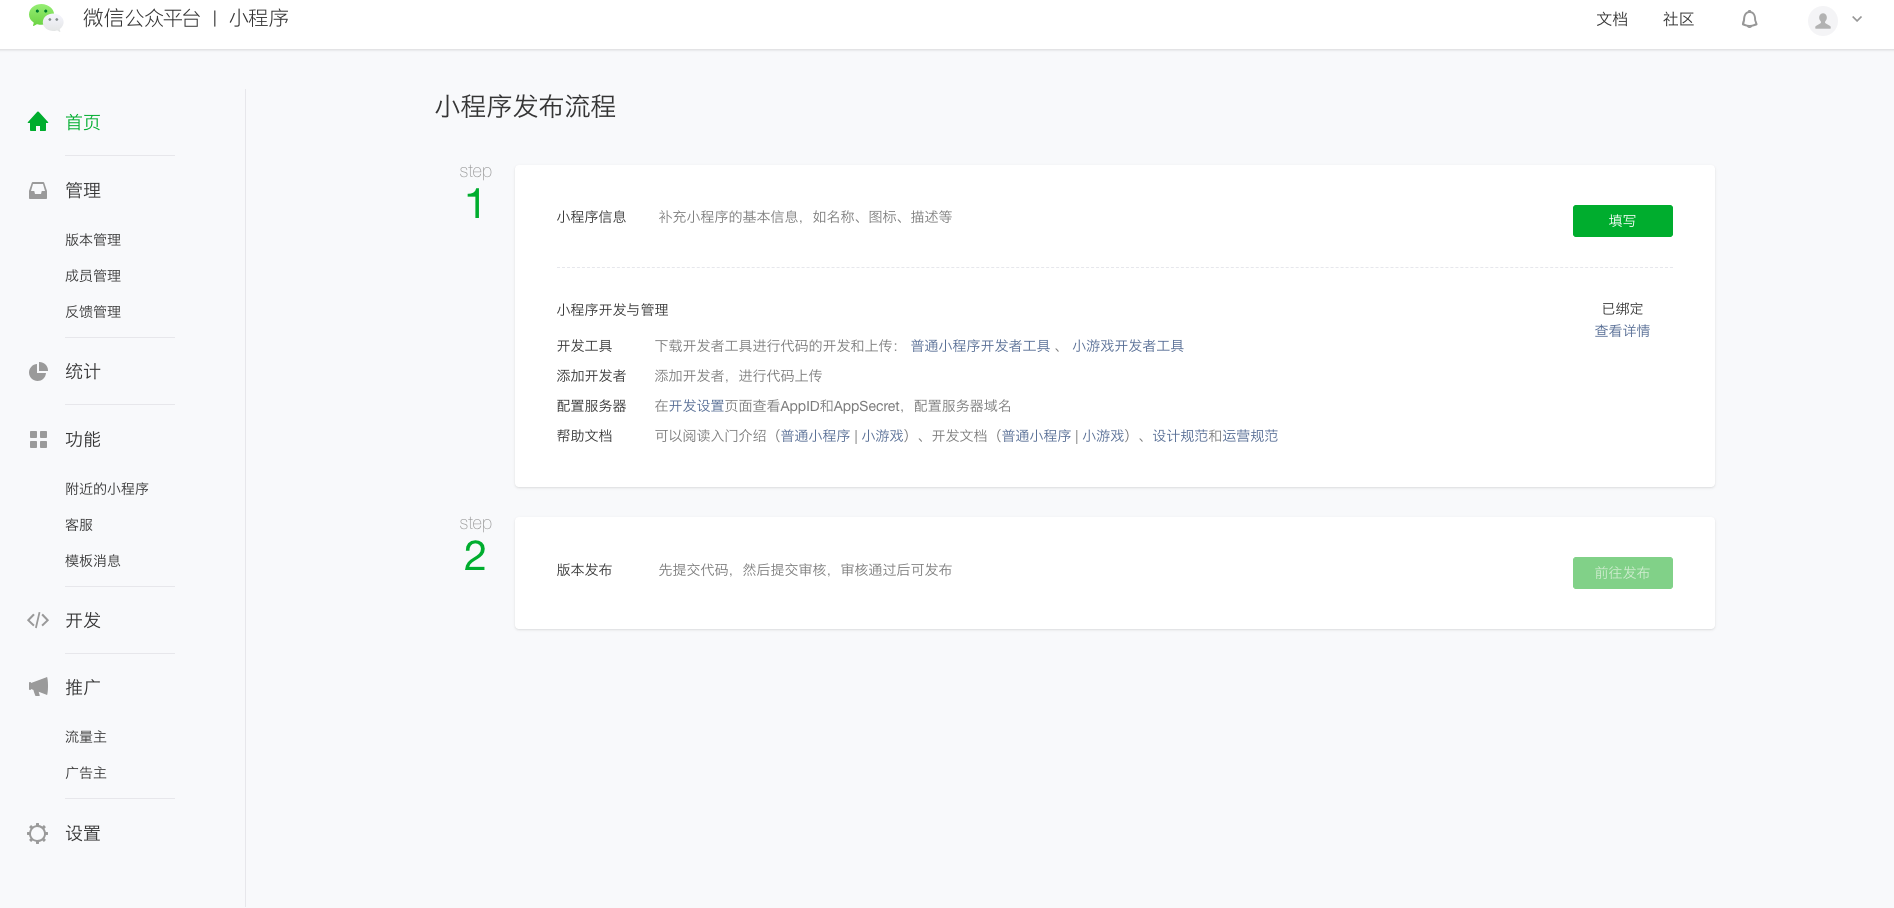 微信公众平台 | 小程序
文档 社区
首页
管理
版本管理
成员管理
反馈管理
统计
功能
附近的小程序
客服
模板消息
开发
推广
流量主
广告主
设置
小程序发布流程
step
1
小程序信息 补充小程序的基本信息，如名称、图标、描述等 填写
小程序开发与管理 已绑定
查看详情
开发工具 下载开发者工具进行代码的开发和上传： 普通小程序开发者工具 、 小游戏开发者工具
添加开发者 添加开发者，进行代码上传
配置服务器 在开发设置页面查看AppID和AppSecret，配置服务器域名
帮助文档 可以阅读入门介绍（普通小程序 | 小游戏）、开发文档（普通小程序 | 小游戏）、设计规范和运营规范
step
2
版本发布 先提交代码，然后提交审核，审核通过后可发布 前往发布